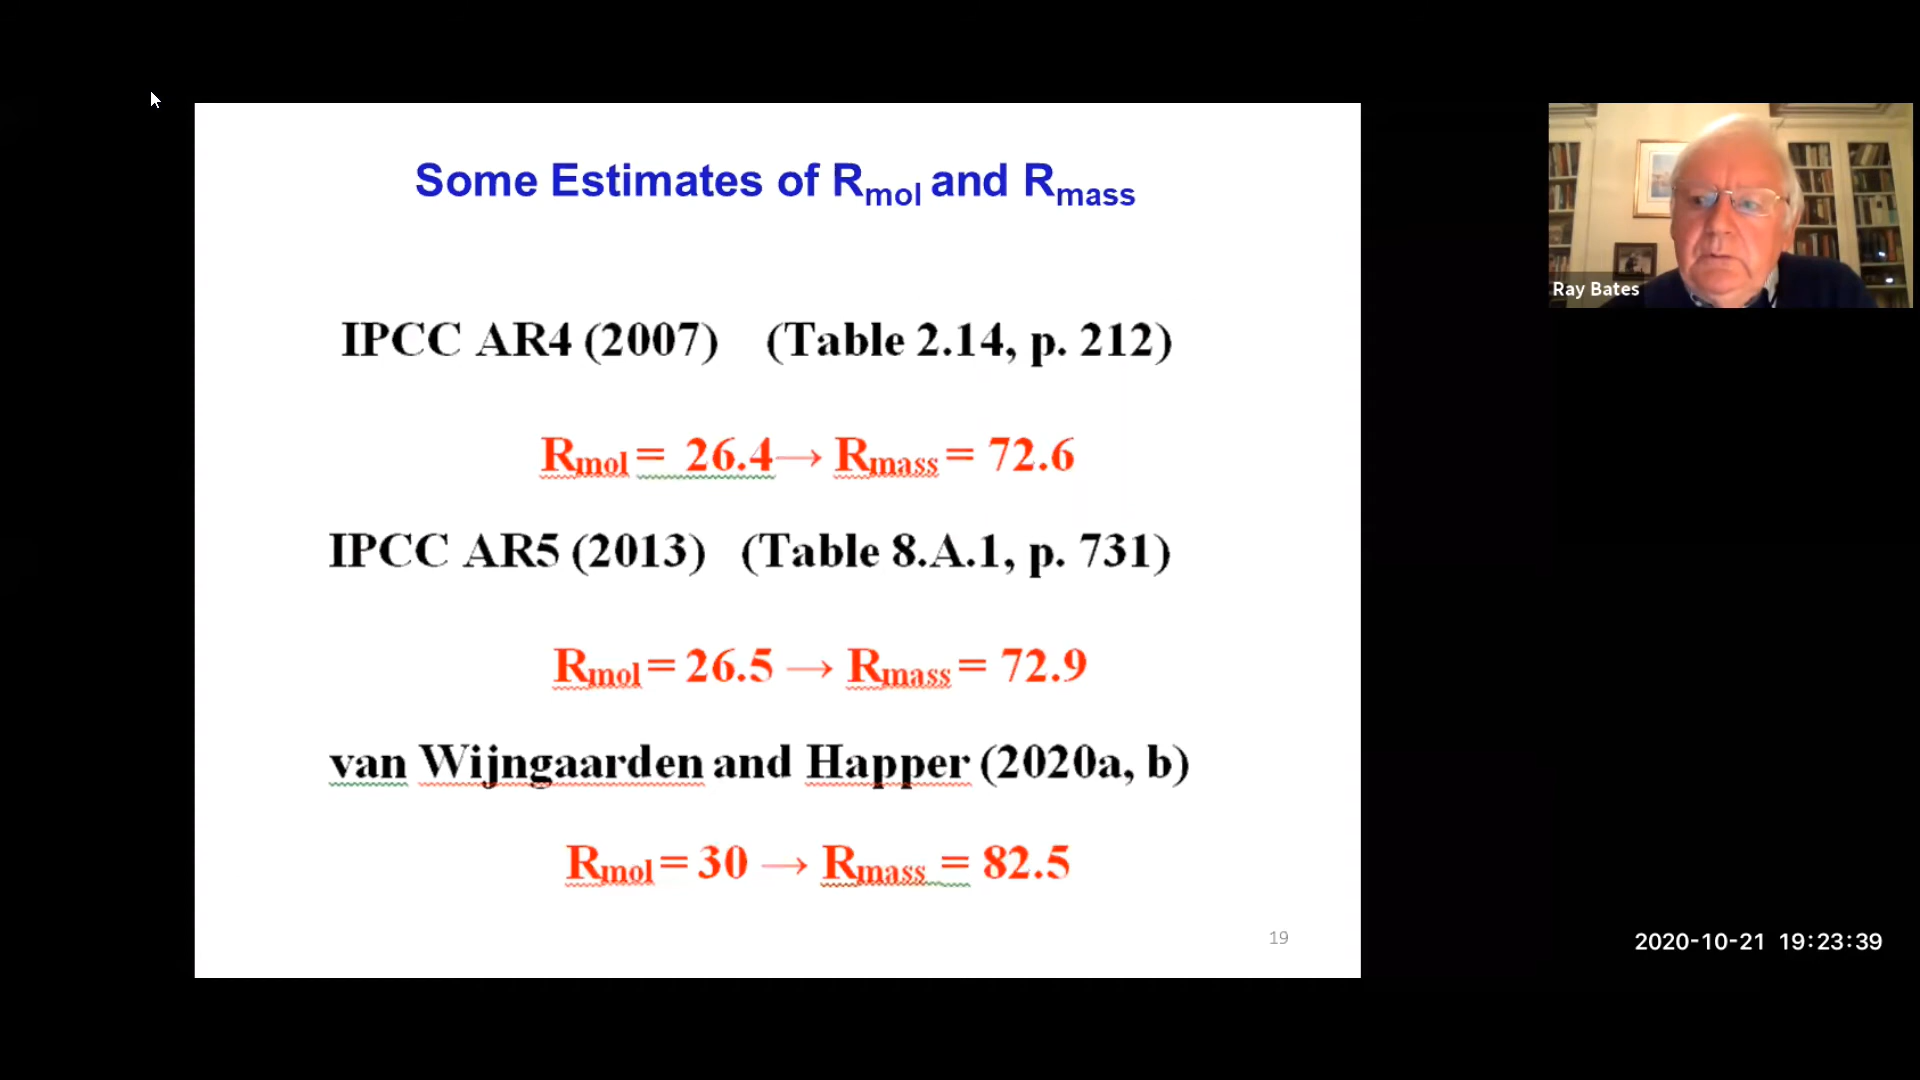 Some Estimates of Rmol and Rmass
IPCC AR4 (2007) (Table 2.14, p. 212)
Rmol = 26.4→ Rmass = 72.6
IPCC AR5 (2013) (Table 8.A.1, p. 731)
Rmol = 26.5 → Rmass = 72.9
van Wijngaarden and Happer (2020a, b)
Rmol = 30 → Rmass = 82.5
19
Ray Bates
2020-10-21 19:23:39